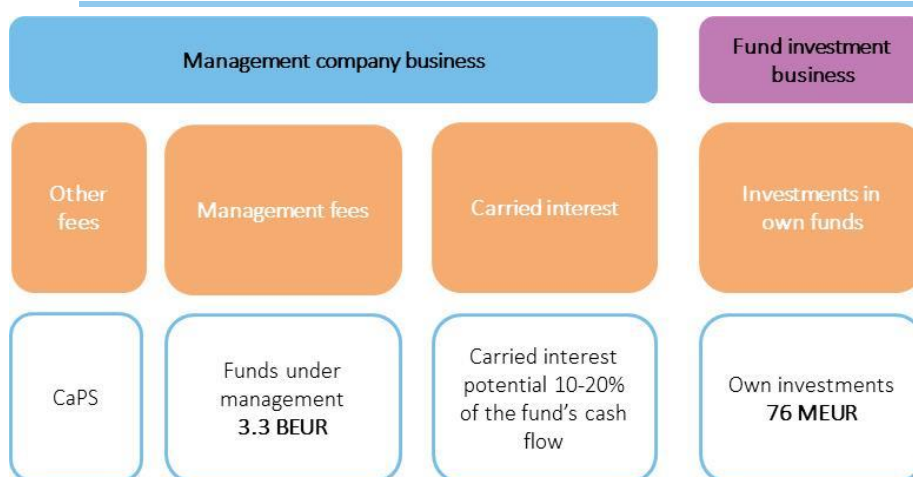 Management company business
Fund investment
business
Other
fees
Management fees
Carried interest
Investments in
own funds
CaPS
Funds under
management
3.3 BEUR
Carried interest
potential 10-20%
of the fund's cash
flow
Own investments
76 MEUR